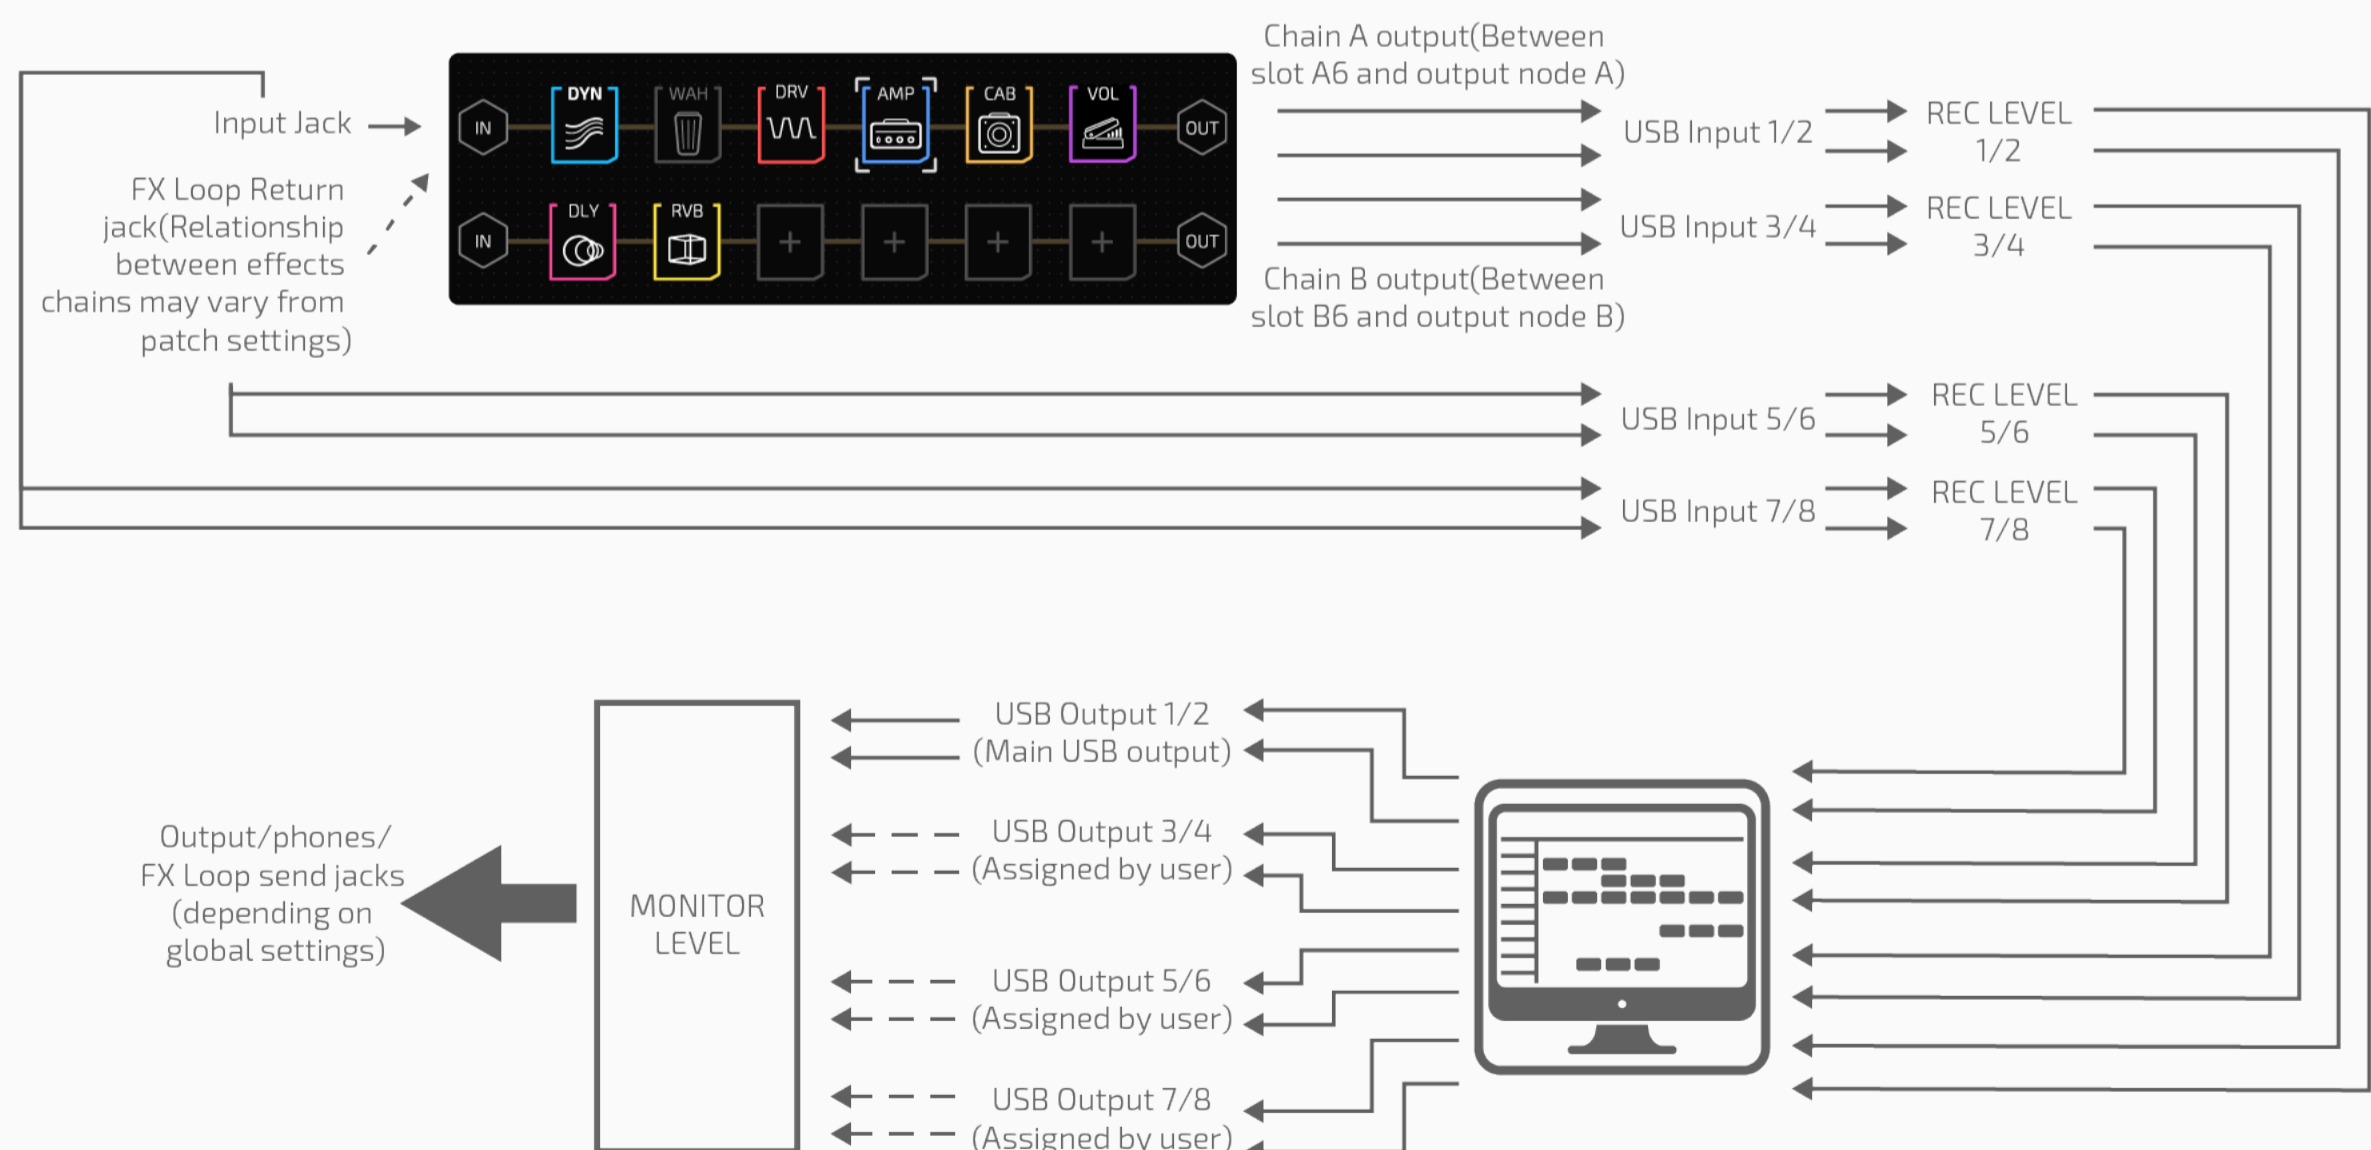 Chain A output(Between
slot A6 and output node A)
Input Jack
FX Loop Return
jack(Relationship
between effects
chains may vary from
patch settings)
IN
DYN
WAH
DRV
AMP
CAB
VOL
OUT
IN
DLY
RVB
+
+
+
+
OUT
USB Input 1/2
REC LEVEL
1/2
USB Input 3/4
REC LEVEL
3/4
Chain B output(Between
slot B6 and output node B)
USB Input 5/6
REC LEVEL
5/6
USB Input 7/8
REC LEVEL
7/8
USB Output 1/2
(Main USB output)
USB Output 3/4
(Assigned by user)
USB Output 5/6
(Assigned by user)
USB Output 7/8
(Assigned by user)
MONITOR
LEVEL
Output/phones/
FX Loop send jacks
(depending on
global settings)